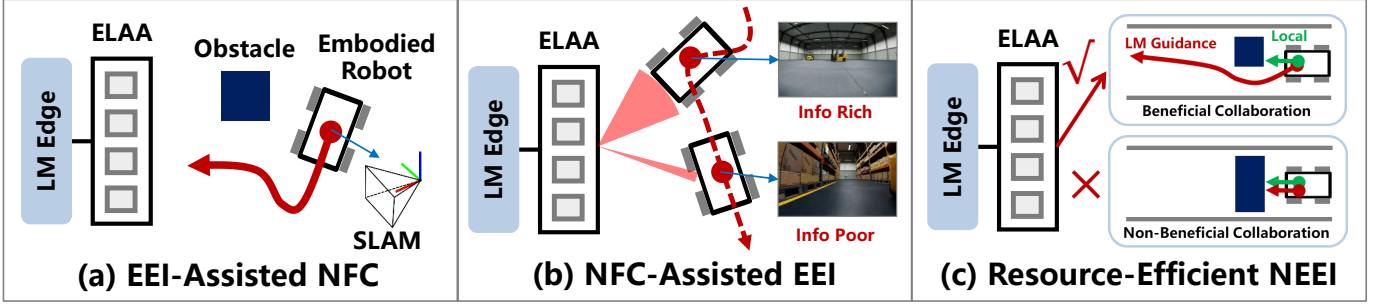 ELAA
LM Edge
Obstacle
Embodied
Robot
SLAM
(a) EEI-Assisted NFC
ELAA
LM Edge
Info Rich
Info Poor
(b) NFC-Assisted EEI
ELAA
LM Edge
√
×
LM Guidance
Local
Beneficial Collaboration
Non-Beneficial Collaboration
(c) Resource-Efficient NEEI